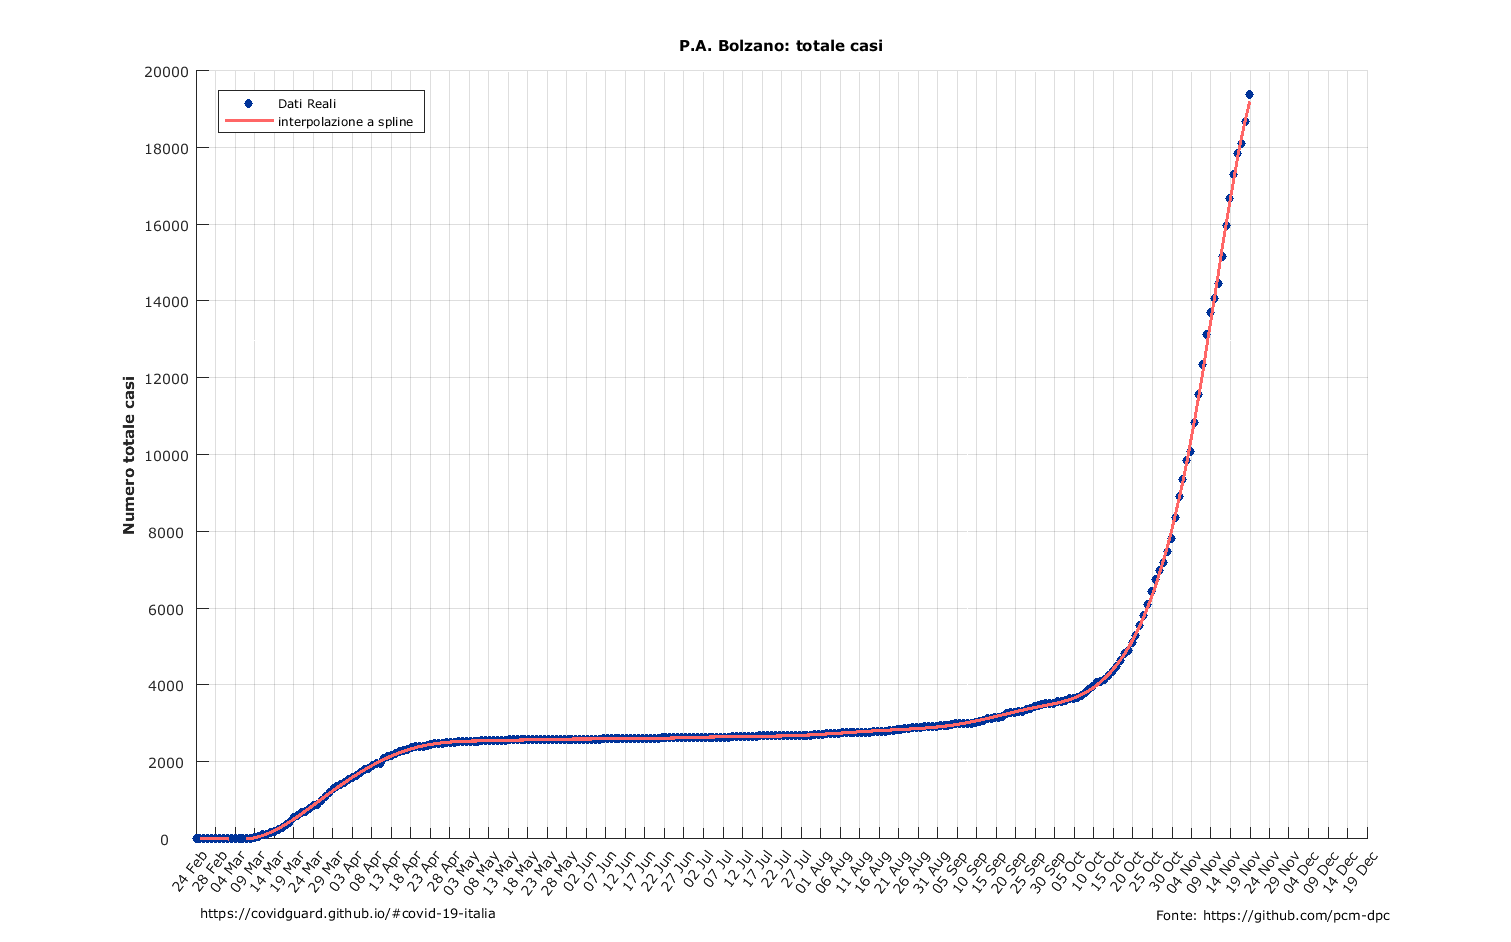 P.A. Bolzano: totale casi
20000
18000
16000
14000
12000
10000
8000
6000
4000
2000
0
Dati Reali
interpolazione a spline
Numero totale casi
24 Feb
28 Feb
04 Mar
09 Mar
14 Mar
19 Mar
24 Mar
29 Mar
03 Apr
08 Apr
13 Apr
18 Apr
23 Apr
28 Apr
03 May
08 May
13 May
18 May
23 May
28 May
02 Jun
07 Jun
12 Jun
17 Jun
22 Jun
27 Jun
02 Jul
07 Jul
12 Jul
17 Jul
22 Jul
27 Jul
01 Aug
06 Aug
11 Aug
16 Aug
21 Aug
26 Aug
31 Aug
05 Sep
10 Sep
15 Sep
20 Sep
25 Sep
30 Sep
05 Oct
10 Oct
15 Oct
20 Oct
25 Oct
30 Oct
04 Nov
09 Nov
14 Nov
19 Nov
24 Nov
29 Nov
04 Dec
09 Dec
14 Dec
19 Dec
https://covidguard.github.io/#covid-19-italia
Fonte: https://github.com/pcm-dpc